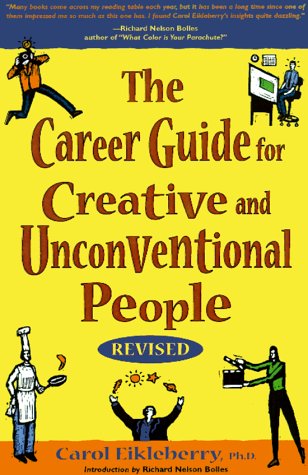 "Many books come across my reading table each year, but it has been a long time since one of
them impressed me so much as this one has. I found Carol Eikleberry's insights quite dazzling."
—Richard Nelson Bolles
author of "What Color is Your Parachute?"
The
Career Guide for
Creative and
Unconventional
People
REVISED
Carol Eikleberry, Ph.D.
Introduction by Richard Nelson Bolles